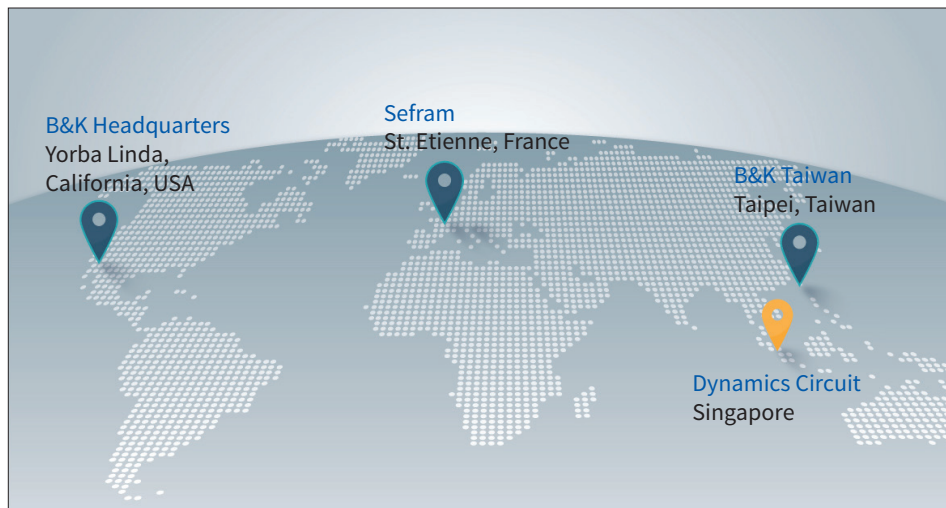 B&K Headquarters
Yorba Linda,
California, USA
Sefram
St. Etienne, France
B&K Taiwan
Taipei, Taiwan
Dynamics Circuit
Singapore